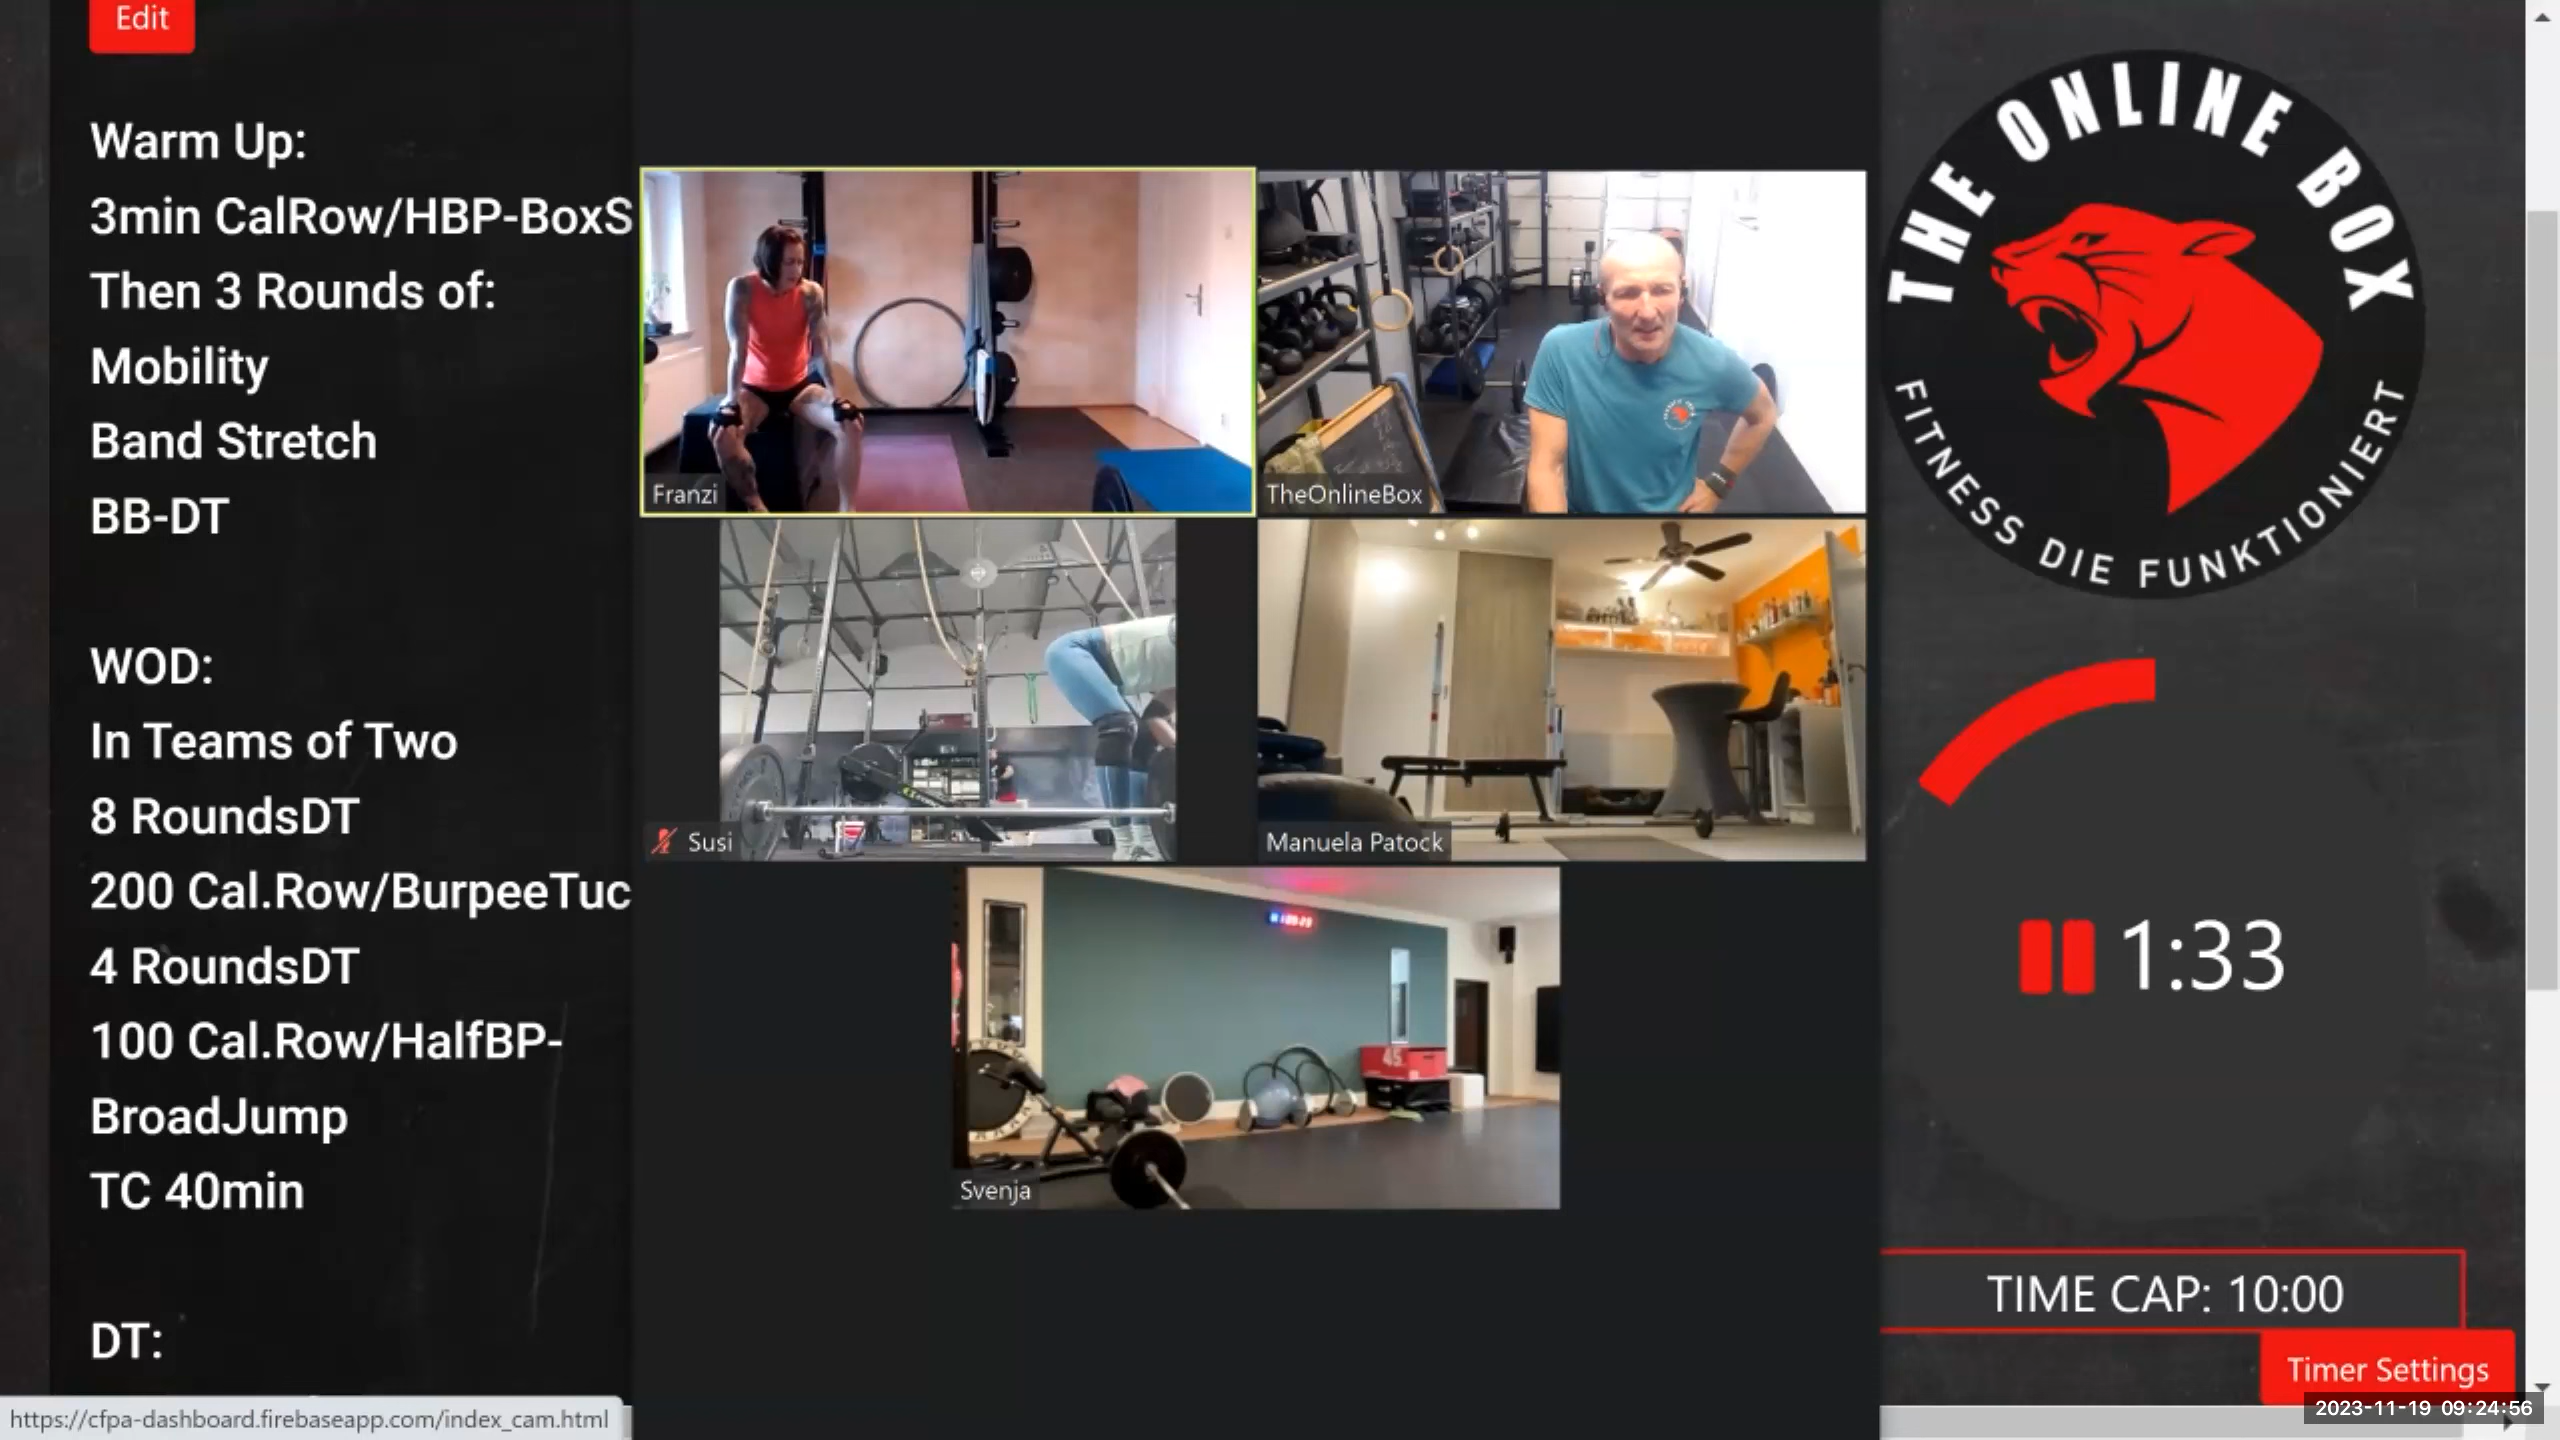 Edit
Warm Up:
3min CalRow/HBP-BoxS
Then 3 Rounds of:
Mobility
Band Stretch
BB-DT
WOD:
In Teams of Two
8 RoundsDT
200 Cal.Row/BurpeeTuc
4 RoundsDT
100 Cal.Row/HalfBP-
BroadJump
TC 40min
DT:
https://cfpa-dashboard.firebaseapp.com/index_cam.html
Franzi
TheOnlineBox
Susi
Manuela Patock
45
Svenja
THE ONLINE BOX
FITNESS DIE FUNKTIONIERT
1:33
TIME CAP: 10:00
Timer Settings
2023-11-19 09:24:56